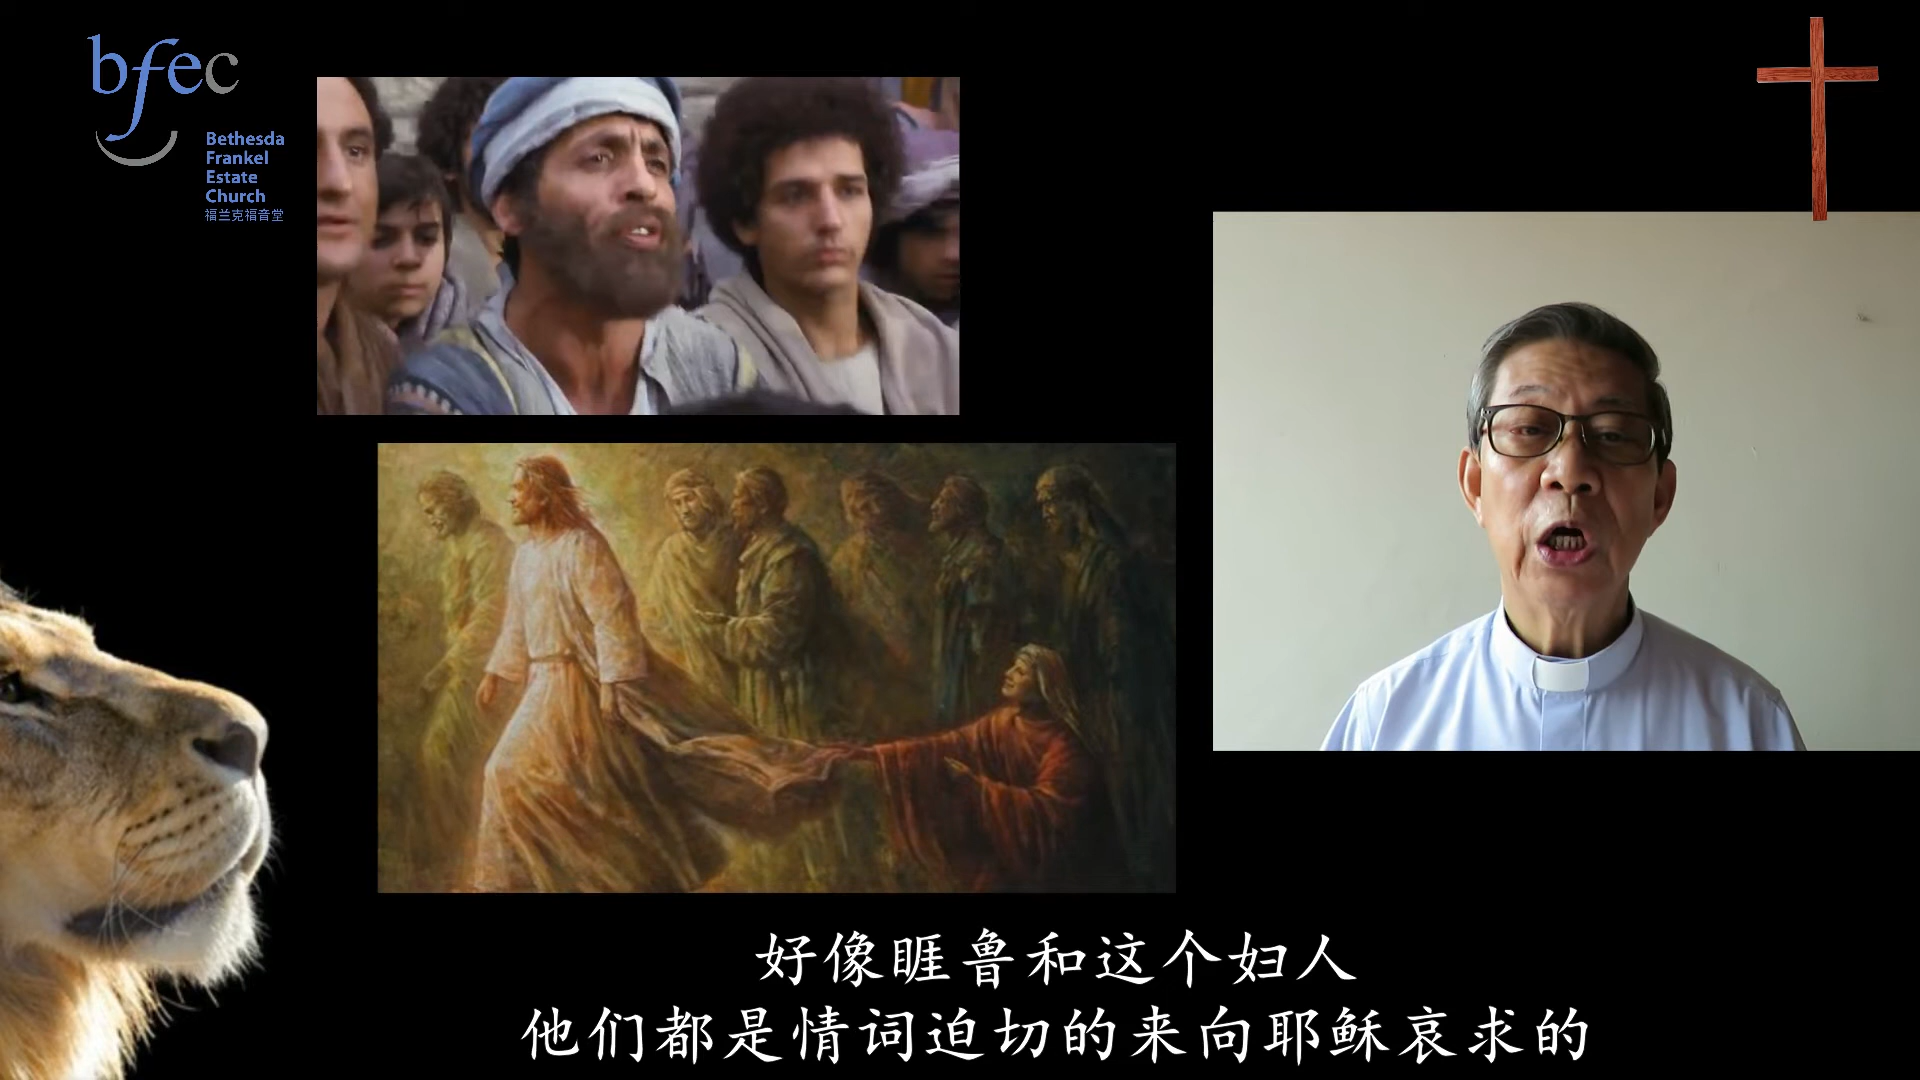 bfec
Bethesda
Frankel
Estate
Church
福兰克福音堂
好像睚鲁和这个妇人
他们都是情词迫切的来向耶稣哀求的